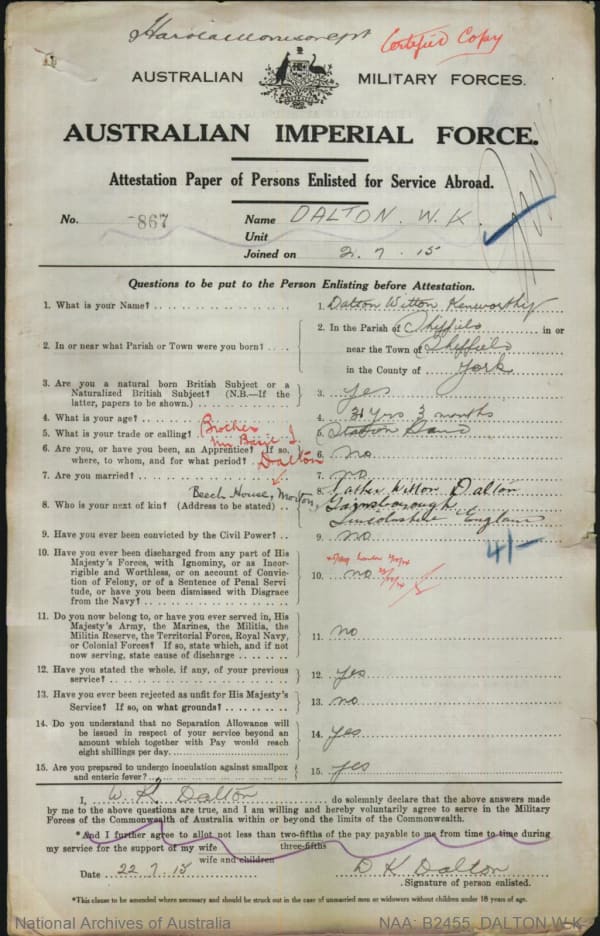 Certified Copy
AUSTRALIAN MILITARY FORCES.
AUSTRALIAN IMPERIAL FORCE.
Attestation Paper of Persons Enlisted for Service Abroad.
No. 867 Name DALTON. W. K.
Unit
Joined on 2. 7. 15
Questions to be put to the Person Enlisting before Attestation.
1. What is your Name? 1. Dalton Witton Kenworthy
2. In or near what Parish or Town were you born? 2. In the Parish of Sheffield in or
near the Town of Sheffield
in the County of York
3. Are you a natural born British Subject or a
Naturalized British Subject? (N.B.—If the
latter, papers to be shown.) 3. yes
4. What is your age? 4. 31 yrs 3 months
5. What is your trade or calling? 5. Station Hand
Brother
6. Are you, or have you been, an Apprentice? If so,
where, to whom, and for what period? 6. no
Dalton
7. Are you married? 7. no
8. Who is your next of kin? (Address to be stated) 8. Father Witton Dalton
Beech House, Morton, Gainsborough
Lincolnshire England
9. Have you ever been convicted by the Civil Power? 9. no
41-
10. Have you ever been discharged from any part of His
Majesty's Forces, with Ignominy, or as Incor-
rigible and Worthless, or on account of Convic-
tion of Felony, or of a Sentence of Penal Servi-
tude, or have you been Dismissed with Disgrace
from the Navy? 10. no
11. Do you now belong to, or have you ever served in, His
Majesty's Army, the Marines, the Militia, the
Militia Reserve, the Territorial Force, Royal Navy,
or Colonial Forces? If so, state which, and if not
now serving, state cause of discharge 11. no
12. Have you stated the whole, if any, of your previous
service? 12. yes
13. Have you ever been rejected as unfit for His Majesty's
Service? If so, on what grounds? 13. no
14. Do you understand that no Separation Allowance will
be issued in respect of your service beyond an
amount which together with Pay would reach
eight shillings per day 14. yes
15. Are you prepared to undergo inoculation against smallpox
and enteric fever? 15. yes
I, W. K. Dalton do solemnly declare that the above answers made
by me to the above questions are true, and I am willing and hereby voluntarily agree to serve in the Military
Forces of the Commonwealth of Australia within or beyond the limits of the Commonwealth.
*And I further agree to allot not less than two-fifths of the pay payable to me from time to time during
three-fifths
my service for the support of my wife
wife and children
Date 22. 7. 15 D K Dalton
Signature of person enlisted.
*This clause to be amended where necessary and should be struck out in the case of unmarried men or widowers without children under 18 years of age.
National Archives of Australia NAA: B2455, DALTON W K